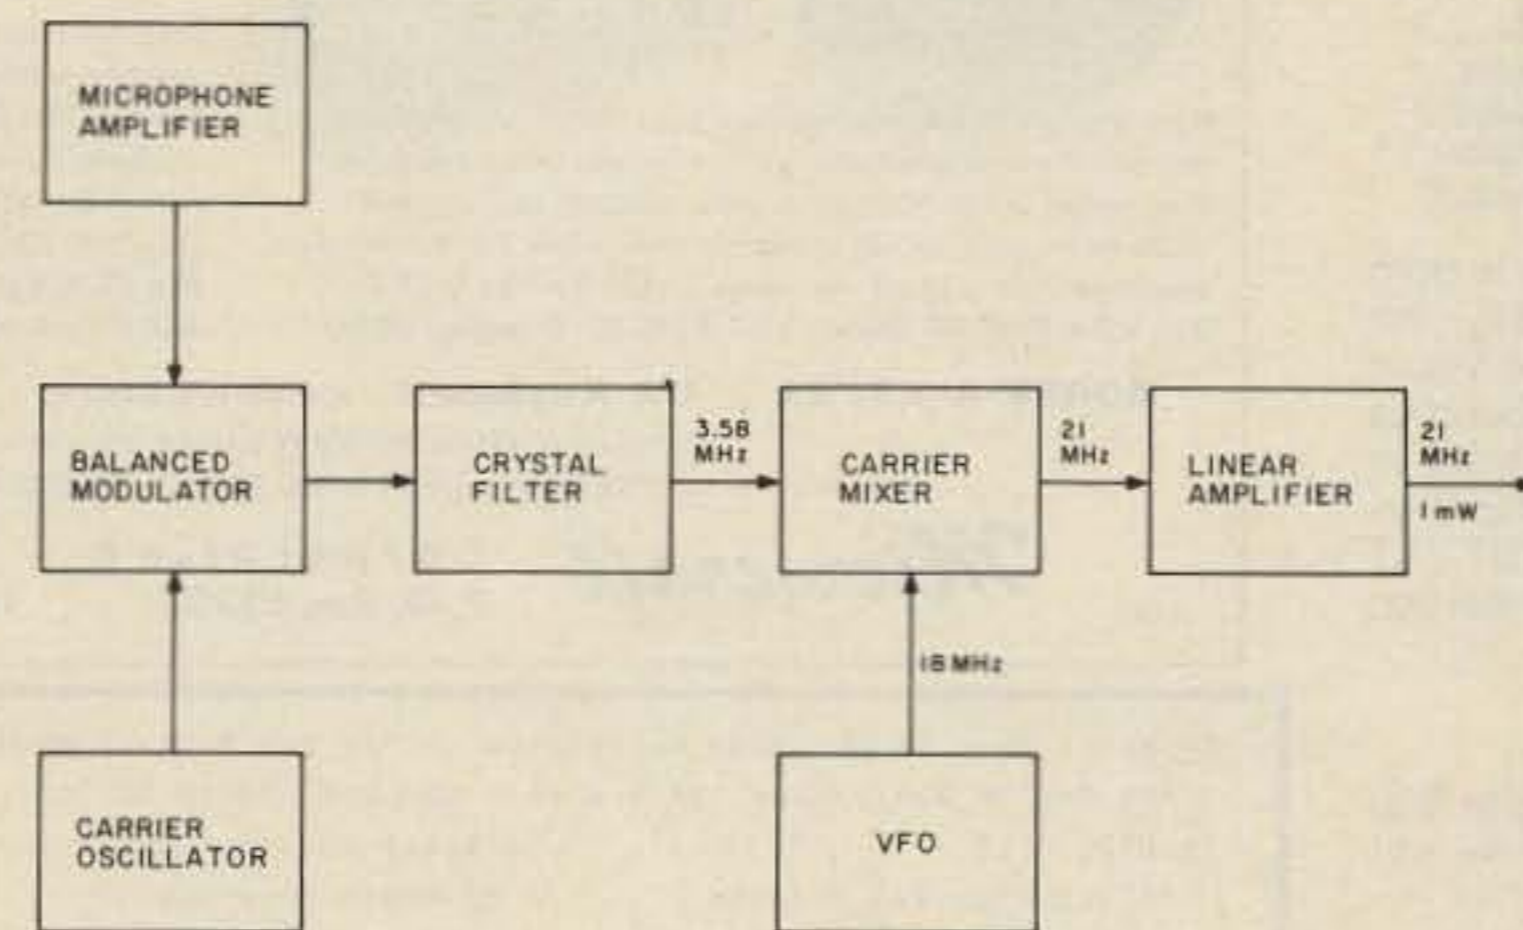 MICROPHONE
AMPLIFIER
BALANCED
MODULATOR
CRYSTAL
FILTER
3.58
MHz
CARRIER
MIXER
21
MHz
LINEAR
AMPLIFIER
21
MHz
1 mW
18 MHz
CARRIER
OSCILLATOR
VFO